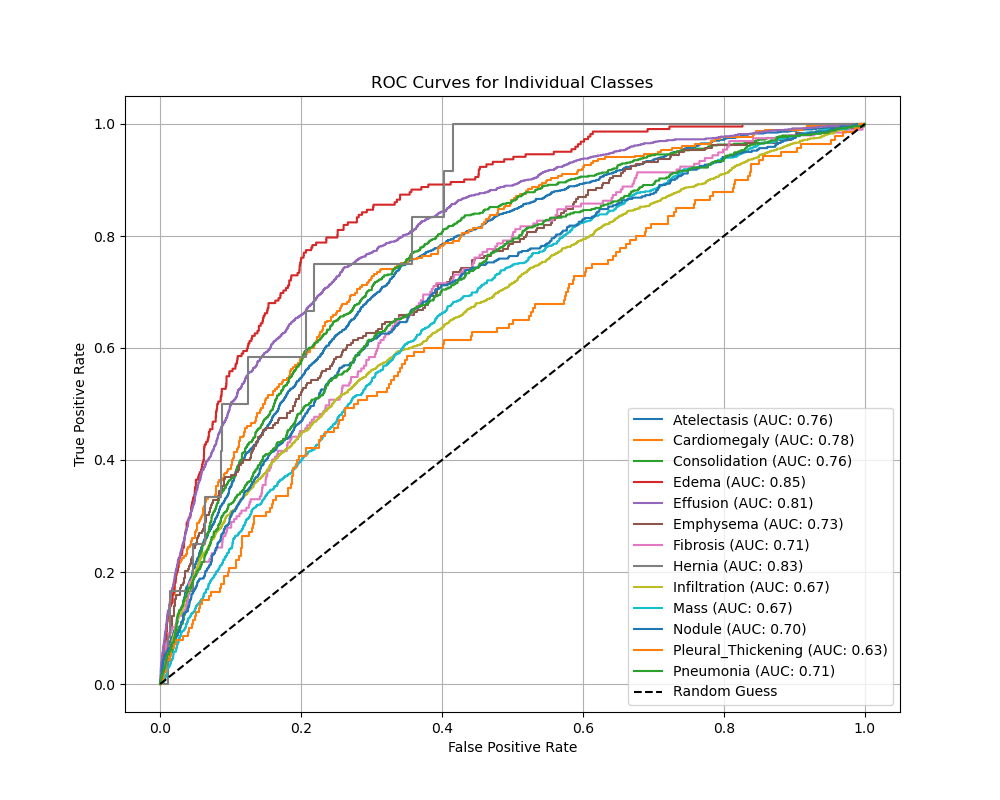 ROC Curves for Individual Classes
True Positive Rate
1.0
0.8
0.6
0.4
0.2
0.0
Atelectasis (AUC: 0.76)
Cardiomegaly (AUC: 0.78)
Consolidation (AUC: 0.76)
Edema (AUC: 0.85)
Effusion (AUC: 0.81)
Emphysema (AUC: 0.73)
Fibrosis (AUC: 0.71)
Hernia (AUC: 0.83)
Infiltration (AUC: 0.67)
Mass (AUC: 0.67)
Nodule (AUC: 0.70)
Pleural_Thickening (AUC: 0.63)
Pneumonia (AUC: 0.71)
Random Guess
0.0 0.2 0.4 0.6 0.8 1.0
False Positive Rate